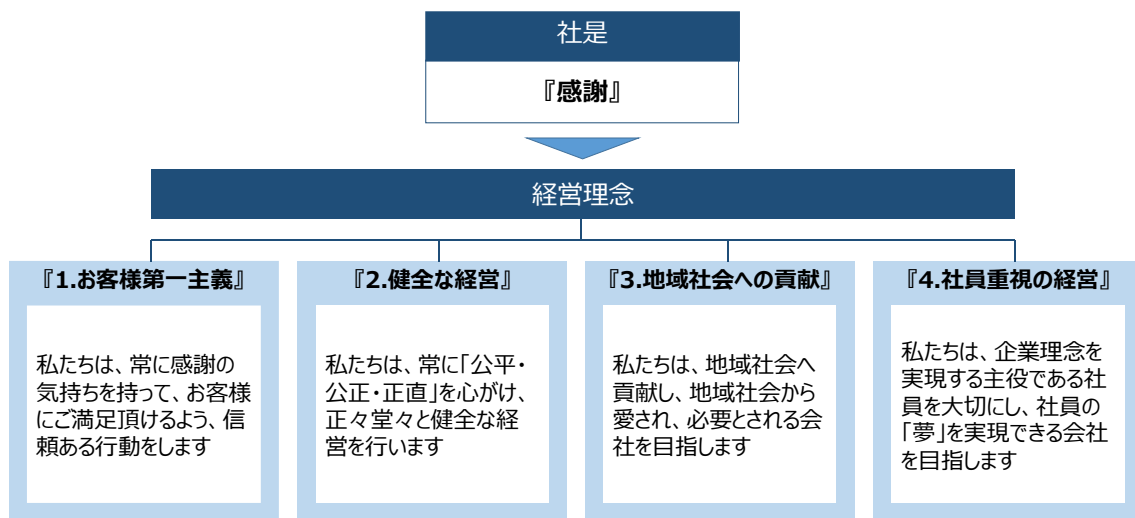 社是
『感謝』
経営理念
『1.お客様第一主義』
私たちは、常に感謝の
気持ちを持って、お客様
にご満足頂けるよう、信
頼ある行動をします
『2.健全な経営』
私たちは、常に「公平・
公正・正直」を心がけ、
正々堂々と健全な経
営を行います
『3.地域社会への貢献』
私たちは、地域社会へ
貢献し、地域社会から
愛され、必要とされる会
社を目指します
『4.社員重視の経営』
私たちは、企業理念を
実現する主役である社
員を大切にし、社員の
「夢」を実現できる会社
を目指します